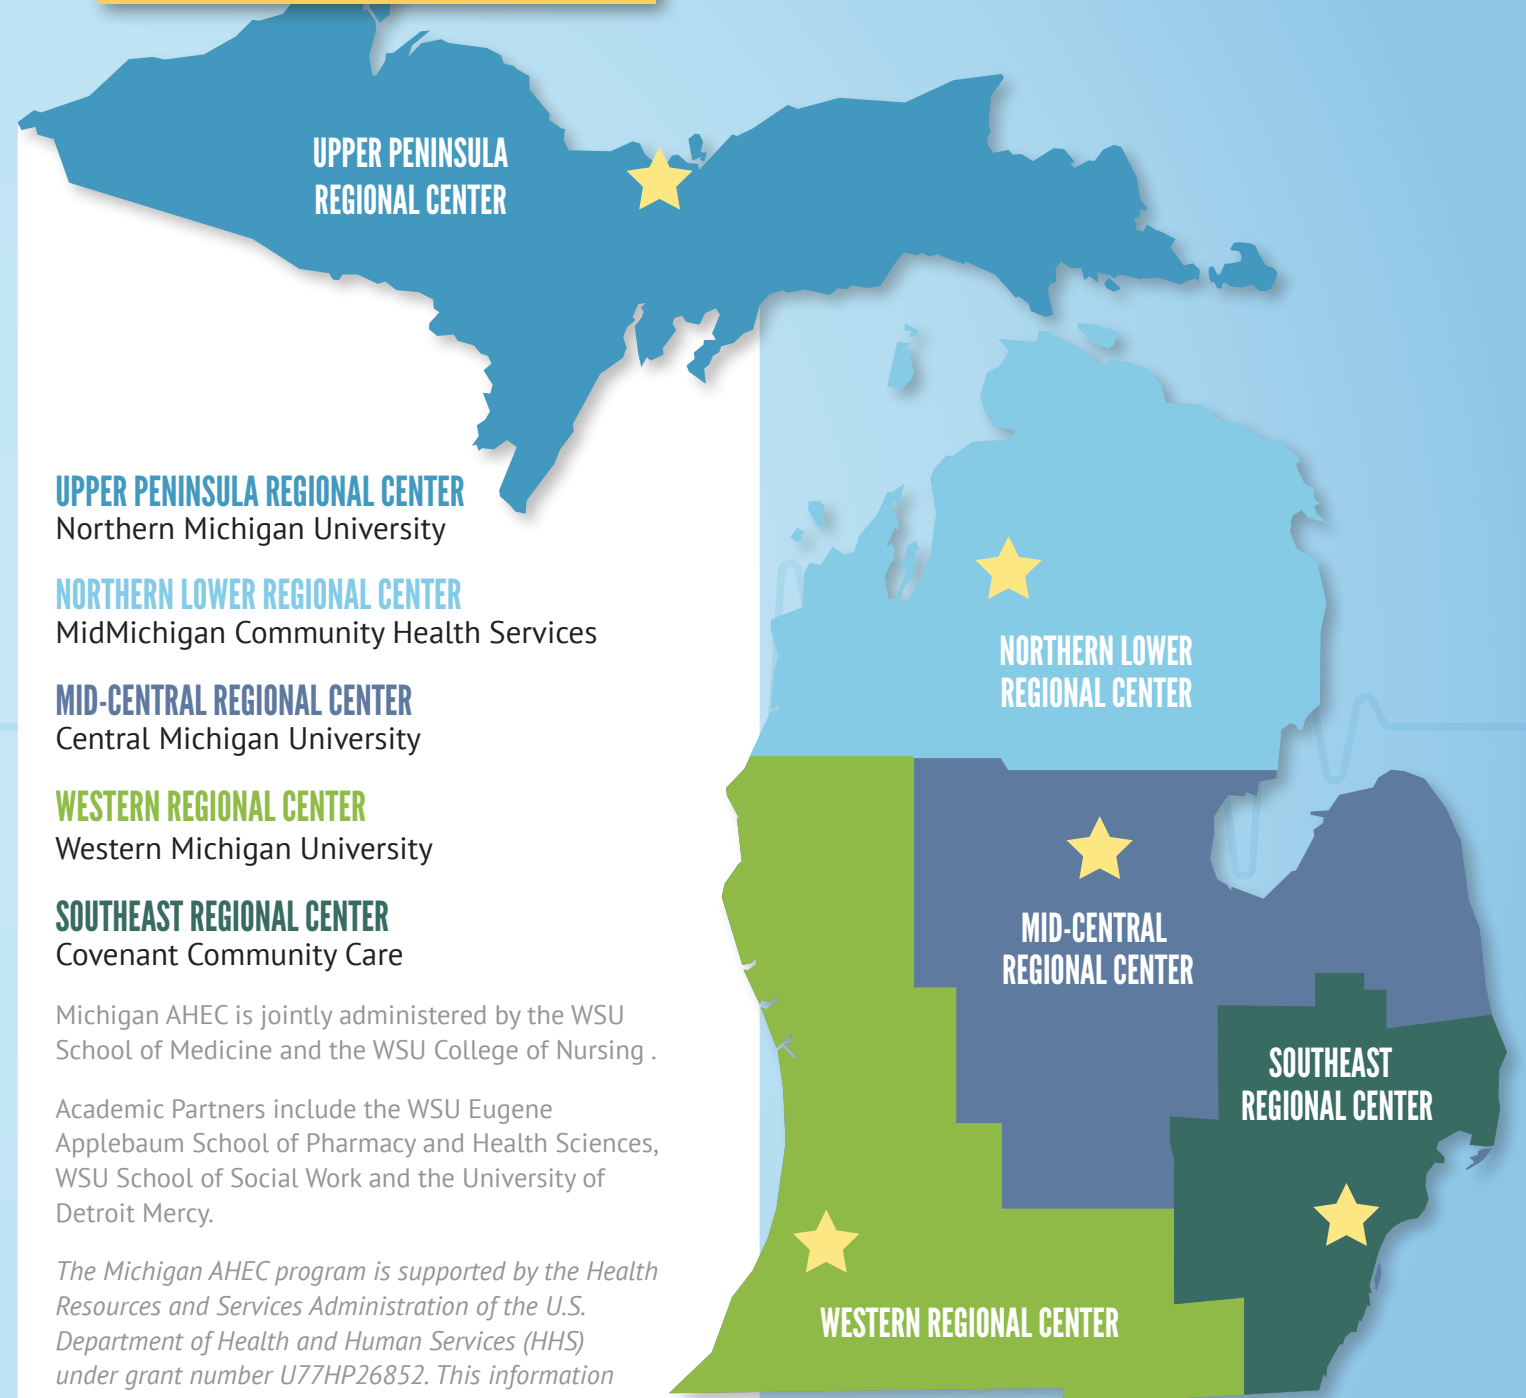 UPPER PENINSULA
REGIONAL CENTER
UPPER PENINSULA REGIONAL CENTER
Northern Michigan University
NORTHERN LOWER REGIONAL CENTER
MidMichigan Community Health Services
MID-CENTRAL REGIONAL CENTER
Central Michigan University
WESTERN REGIONAL CENTER
Western Michigan University
SOUTHEAST REGIONAL CENTER
Covenant Community Care
Michigan AHEC is jointly administered by the WSU
School of Medicine and the WSU College of Nursing .
Academic Partners include the WSU Eugene
Applebaum School of Pharmacy and Health Sciences,
WSU School of Social Work and the University of
Detroit Mercy.
The Michigan AHEC program is supported by the Health
Resources and Services Administration of the U.S.
Department of Health and Human Services (HHS)
under grant number U77HP26852. This information
NORTHERN LOWER
REGIONAL CENTER
MID-CENTRAL
REGIONAL CENTER
SOUTHEAST
REGIONAL CENTER
WESTERN REGIONAL CENTER